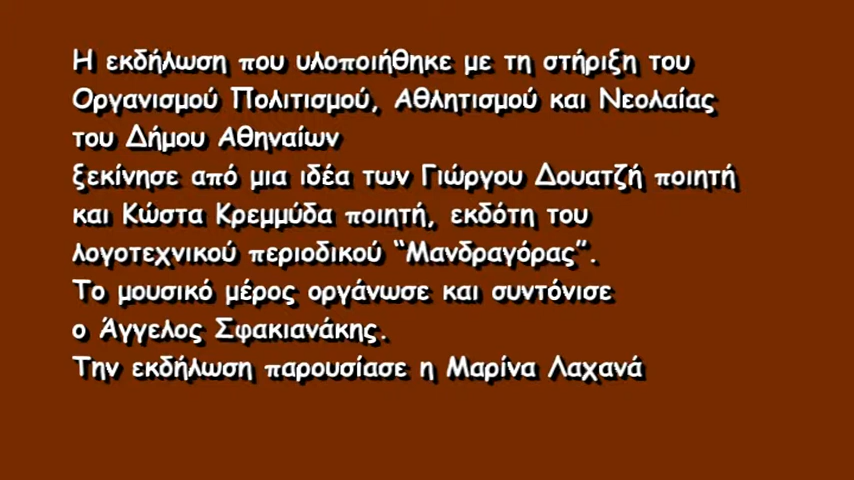 Η εκδήλωση που υλοποιήθηκε με τη στήριξη του
Οργανισμού Πολιτισμού, Αθλητισμού και Νεολαίας
του Δήμου Αθηναίων
ξεκίνησε από μια ιδέα των Γιώργου Δουατζή ποιητή
και Κώστα Κρεμμύδα ποιητή, εκδότη του
λογοτεχνικού περιοδικού “Μανδραγόρας”.
Το μουσικό μέρος οργάνωσε και συντόνισε
ο Άγγελος Σφακιανάκης.
Την εκδήλωση παρουσίασε η Μαρίνα Λαχανά